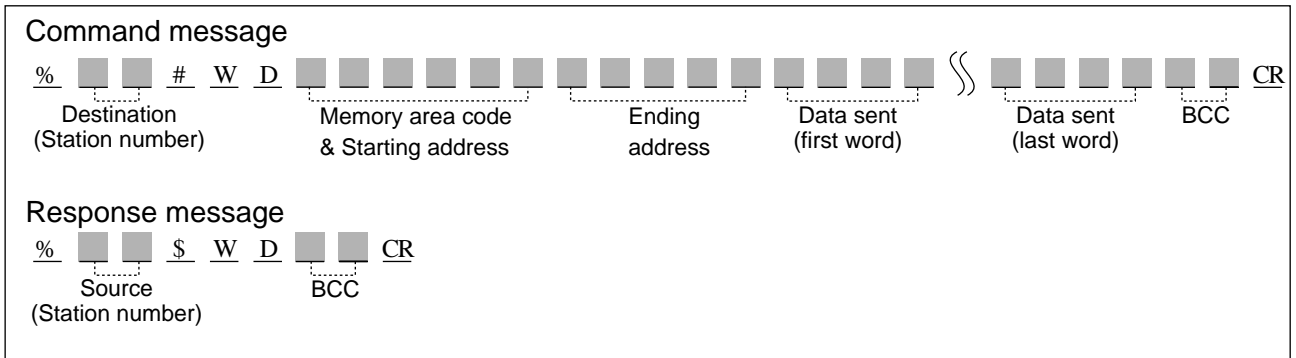 Command message
% # W D CR
Destination Memory area code Ending Data sent Data sent BCC
(Station number) & Starting address address (first word) (last word)
Response message
% $ W D CR
Source BCC
(Station number)